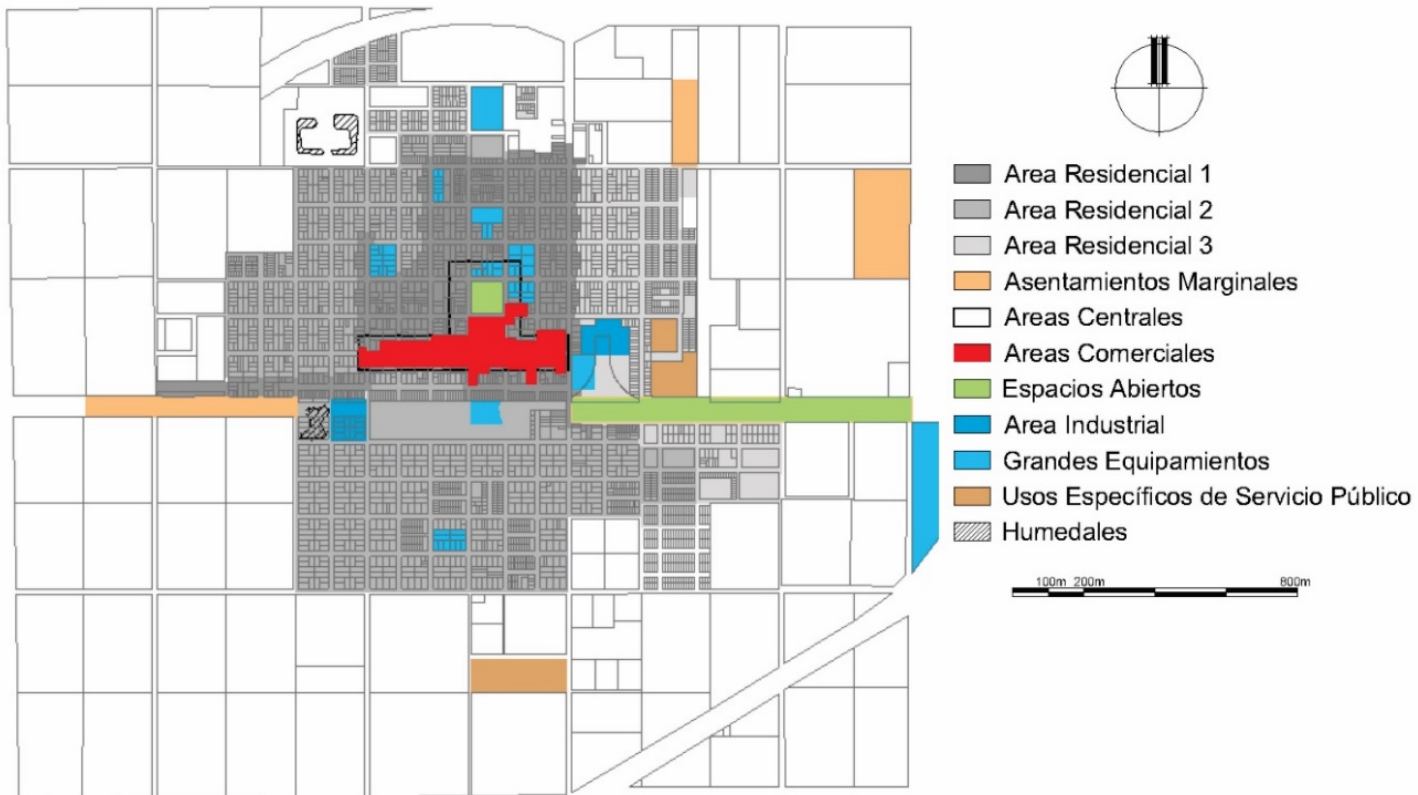 Area Residencial 1
Area Residencial 2
Area Residencial 3
Asentamientos Marginales
Areas Centrales
Areas Comerciales
Espacios Abiertos
Area Industrial
Grandes Equipamientos
Usos Específicos de Servicio Público
Humedales
100m 200m 800m